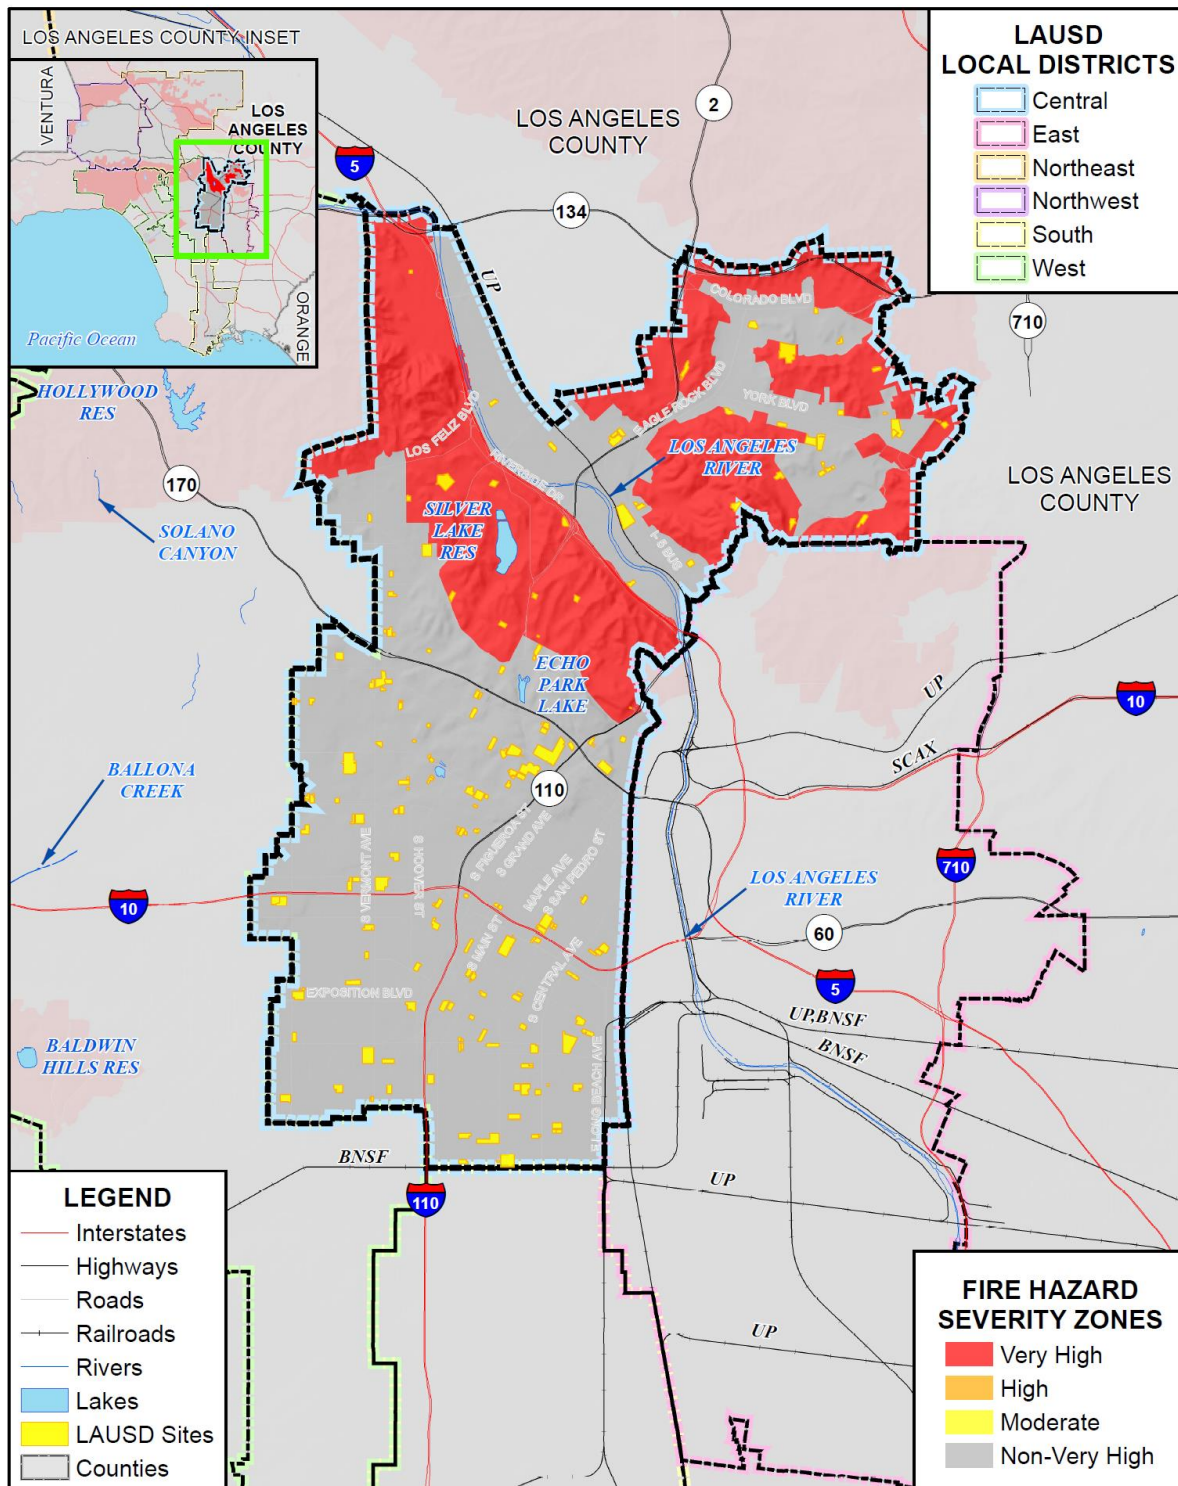 LOS ANGELES COUNTY INSET
VENTURA
LOS
ANGELES
COUNTY
ORANGE
Pacific Ocean
LAUSD
LOCAL DISTRICTS
Central
East
Northeast
Northwest
South
West
LOS ANGELES
COUNTY
2
5
134
UP
COLORADO BLVD
710
HOLLYWOOD
RES
EAGLE ROCK BLVD
YORK BLVD
LOS FELIZ BLVD
RIVERSIDE DR
LOS ANGELES
RIVER
LOS ANGELES
COUNTY
170
SOLANO
CANYON
SILVER
LAKE
RES
I-5 BUS
ECHO
PARK
LAKE
UP
10
SCAX
BALLONA
CREEK
110
S FIGUEROA ST
S GRAND AVE
S VERMONT AVE
S HOOVER ST
MAPLE AVE
S SAN PEDRO ST
710
10
LOS ANGELES
RIVER
60
S MAIN ST
S CENTRAL AVE
5
EXPOSITION BLVD
UP,BNSF
BNSF
BALDWIN
HILLS RES
E LONG BEACH AVE
BNSF
UP
110
UP
LEGEND
Interstates
Highways
Roads
Railroads
Rivers
Lakes
LAUSD Sites
Counties
FIRE HAZARD
SEVERITY ZONES
Very High
High
Moderate
Non-Very High